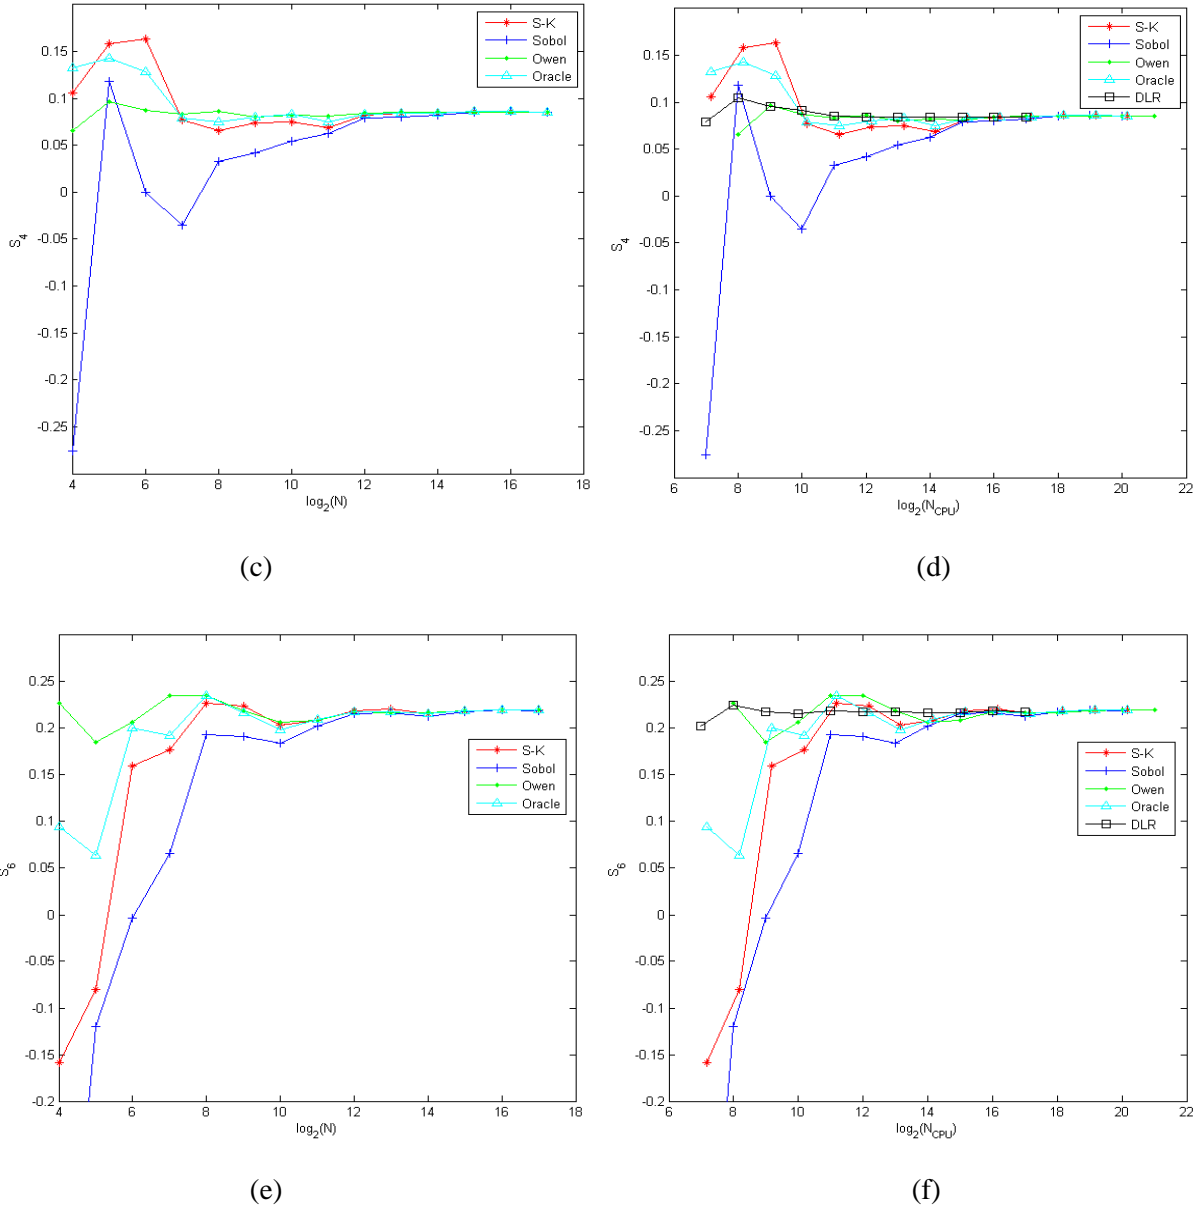 S-K
Sobol
Owen
Oracle
0.15
0.1
0.05
0
-0.05
-0.1
-0.15
-0.2
-0.25
S4
4 6 8 10 12 14 16 18
log2(N)
(c)
S-K
Sobol
Owen
Oracle
DLR
0.15
0.1
0.05
0
-0.05
-0.1
-0.15
-0.2
-0.25
S4
6 8 10 12 14 16 18 20 22
log2(NCPU)
(d)
0.25
0.2
0.15
0.1
0.05
0
-0.05
-0.1
-0.15
-0.2
S6
S-K
Sobol
Owen
Oracle
4 6 8 10 12 14 16 18
log2(N)
(e)
0.25
0.2
0.15
0.1
0.05
0
-0.05
-0.1
-0.15
-0.2
S6
S-K
Sobol
Owen
Oracle
DLR
6 8 10 12 14 16 18 20 22
log2(NCPU)
(f)